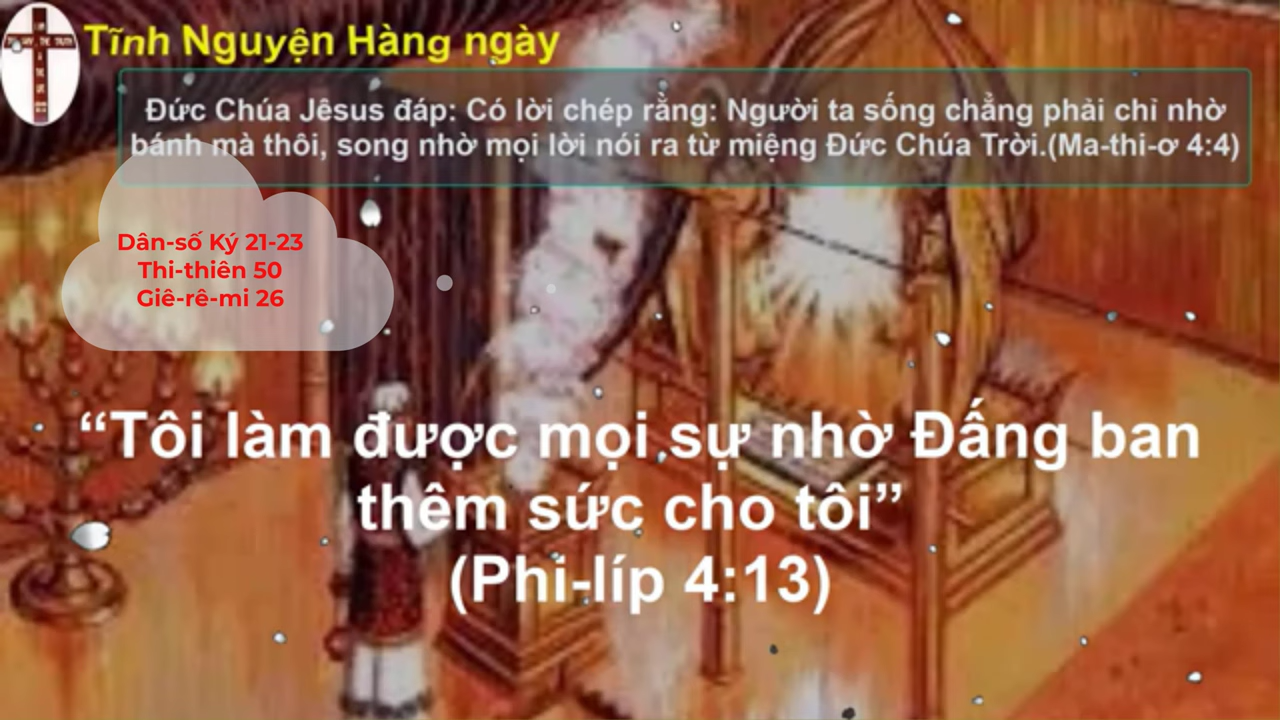 Tĩnh Nguyện Hàng ngày
Đức Chúa Jêsus đáp: Có lời chép rằng: Người ta sống chẳng phải chỉ nhờ
bánh mà thôi, song nhờ mọi lời nói ra từ miệng Đức Chúa Trời.(Ma-thi-ơ 4:4)
Dân-số Ký 21-23
Thi-thiên 50
Giê-rê-mi 26
“Tôi làm được mọi sự nhờ Đấng ban
thêm sức cho tôi”
(Phi-líp 4:13)